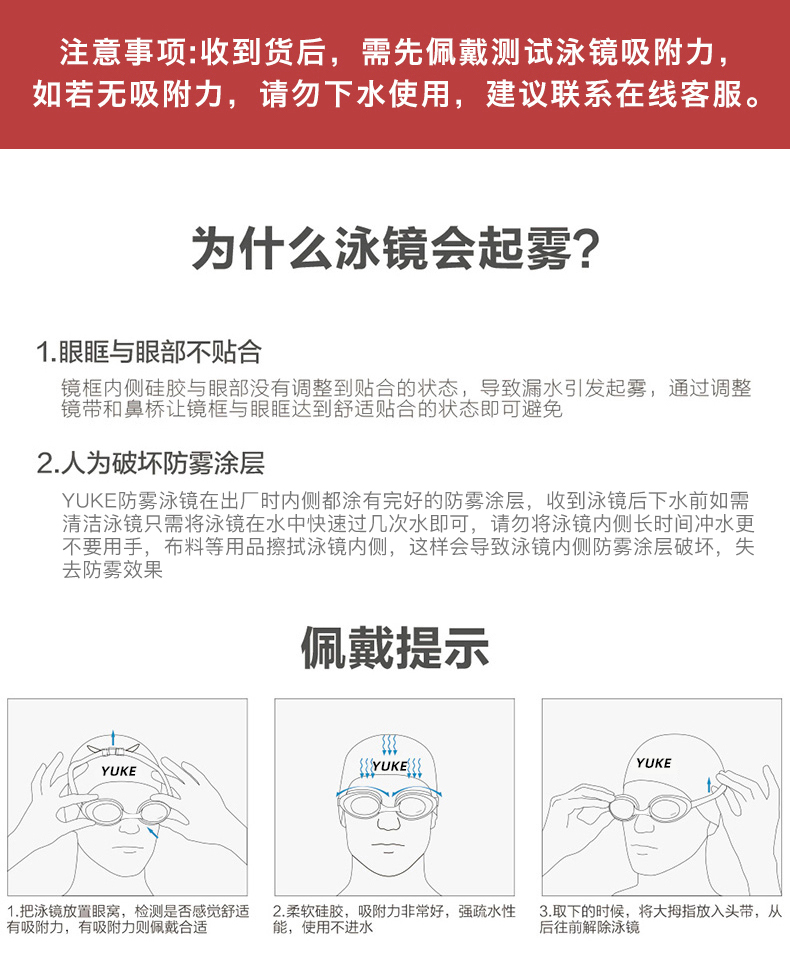 注意事项:收到货后，需先佩戴测试泳镜吸附力，
如若无吸附力，请勿下水使用，建议联系在线客服。
为什么泳镜会起雾?
1.眼眶与眼部不贴合
镜框内侧硅胶与眼部没有调整到贴合的状态，导致漏水引发起雾，通过调整
镜带和鼻桥让镜框与眼眶达到舒适贴合的状态即可避免
2.人为破坏防雾涂层
YUKE防雾泳镜在出厂时内侧都涂有完好的防雾涂层，收到泳镜后下水前如需
清洁泳镜只需将泳镜在水中快速过几次水即可，请勿将泳镜内侧长时间冲水更
不要用手，布料等用品擦拭泳镜内侧，这样会导致泳镜内侧防雾涂层破坏，失
去防雾效果
佩戴提示
YUKE
YUKE
YUKE
1.把泳镜放置眼窝，检测是否感觉舒适
有吸附力，有吸附力则佩戴合适
2.柔软硅胶，吸附力非常好，强疏水性
能，使用不进水
3.取下的时候，将大拇指放入头带，从
后往前解除泳镜